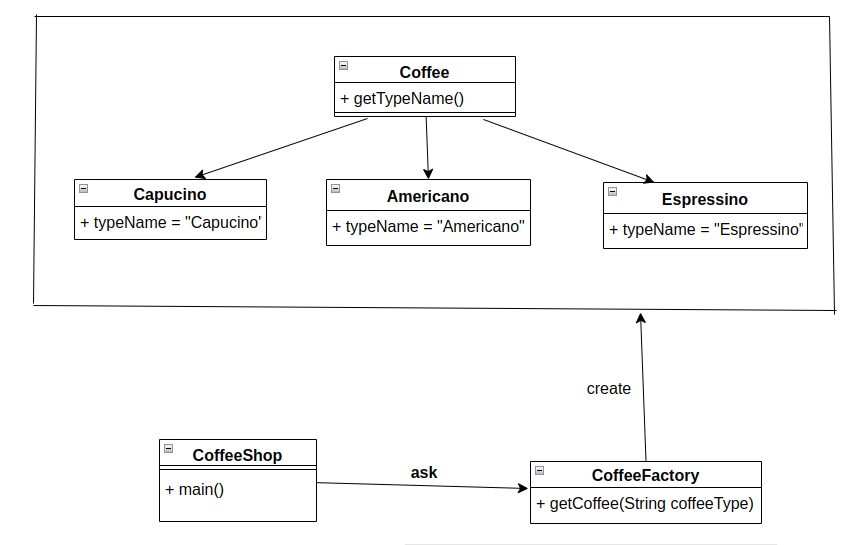 Coffee
+ getTypeName()
Capucino
+ typeName = "Capucino'
Americano
+ typeName = "Americano"
Espressino
+ typeName = "Espressino"
create
CoffeeShop
+ main()
ask
CoffeeFactory
+ getCoffee(String coffeeType)